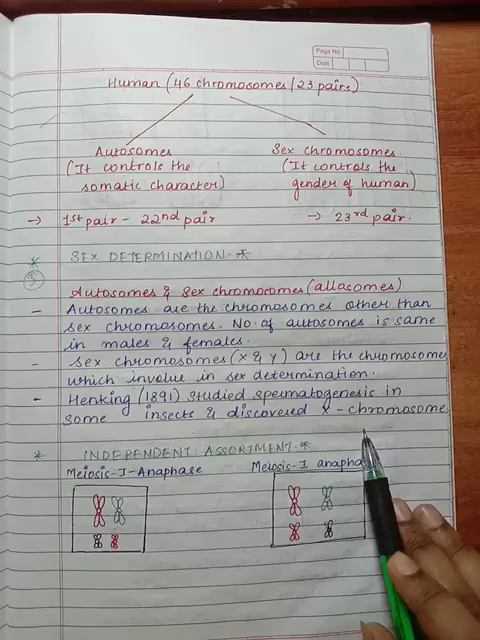 Page No
Date
Human (46 chromosomes/23 pairs)
Autosomes
(It controls the
somatic character)
Sex chromosomes
(It controls the
gender of human)
→ 1st pair - 22nd pair
→ 23rd pair.
* SEX DETERMINATION *
③
Autosomes & Sex chromosomes (allosomes)
- Autosomes are the chromosomes other than
sex chromosomes. No. of autosomes is same
in males & females.
- Sex chromosomes (X & Y) are the chromosomes
which involve in sex determination.
- Henking (1891) studied spermatogenesis in
some insects & discovered X - chromosome
* INDEPENDENT ASSORTMENT *
Meiosis-I-Anaphase
Meiosis-I anapha